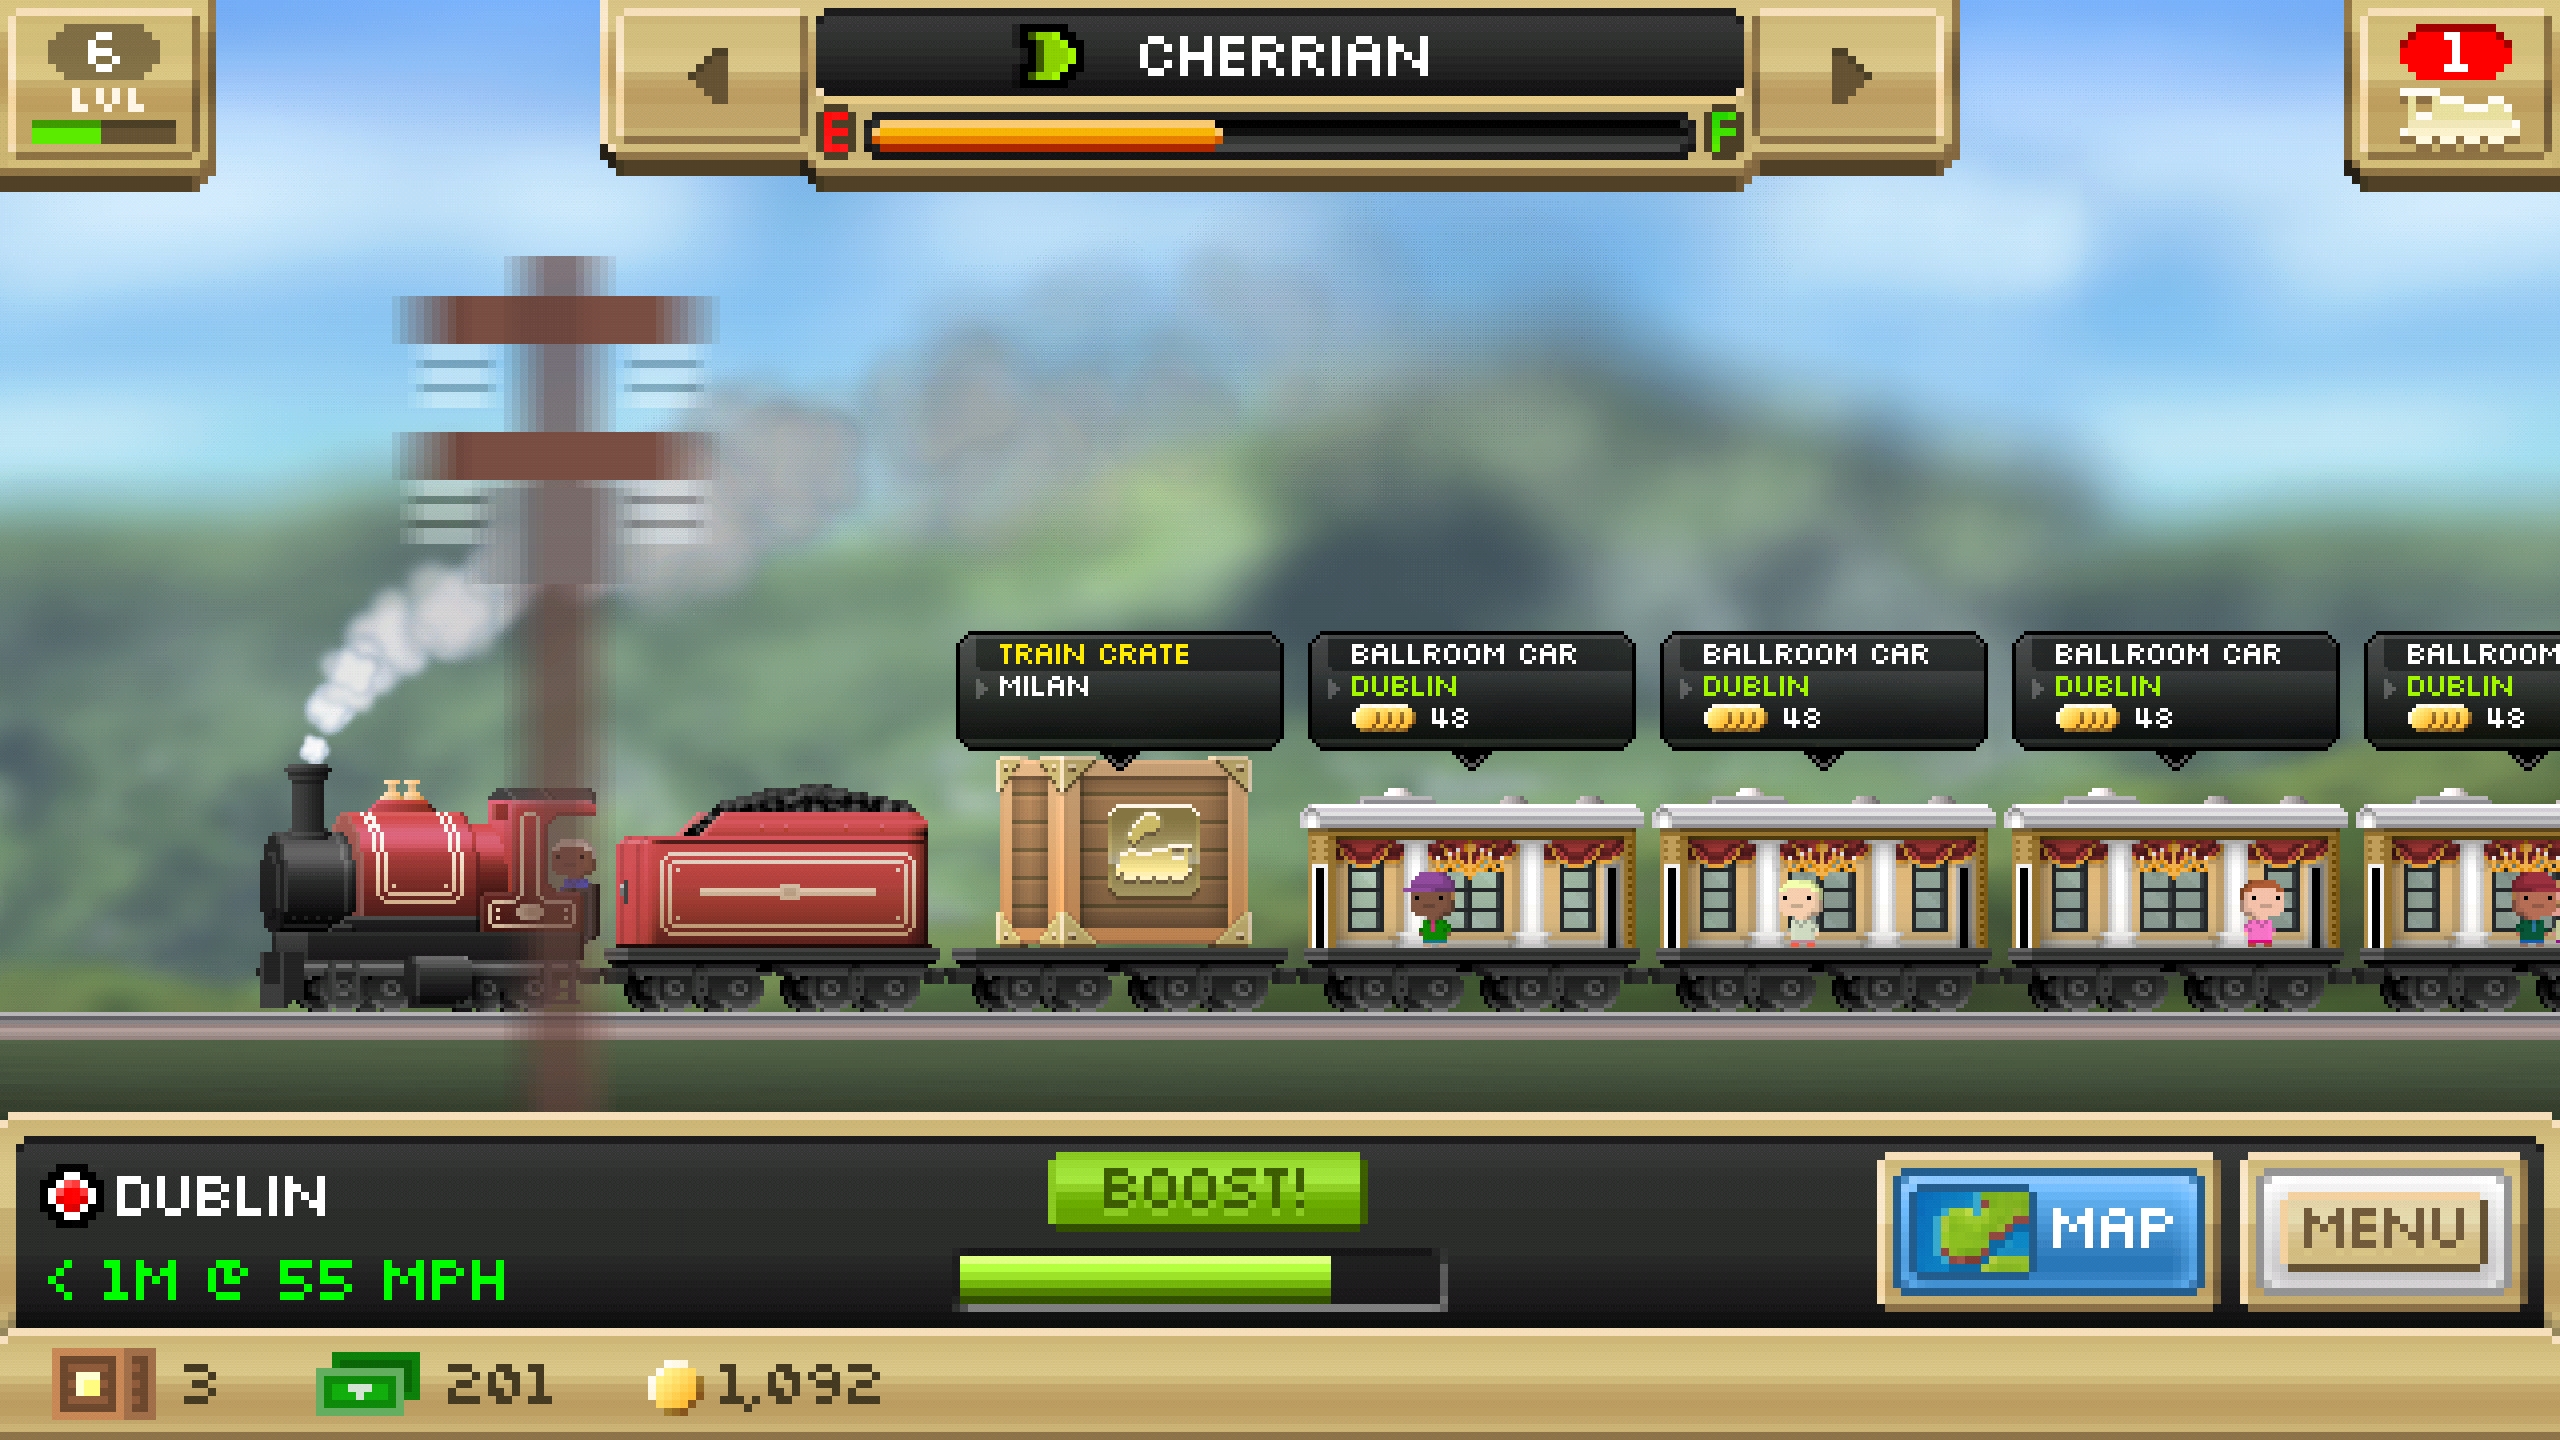 6
LVL
CHERRIAN
E F
1
TRAIN CRATE
MILAN
BALLROOM CAR
DUBLIN
48
BALLROOM CAR
DUBLIN
48
BALLROOM CAR
DUBLIN
48
BALLROOM
DUBLIN
48
DUBLIN
< 1M @ 55 MPH
BOOST!
MAP
MENU
3
201
1,092